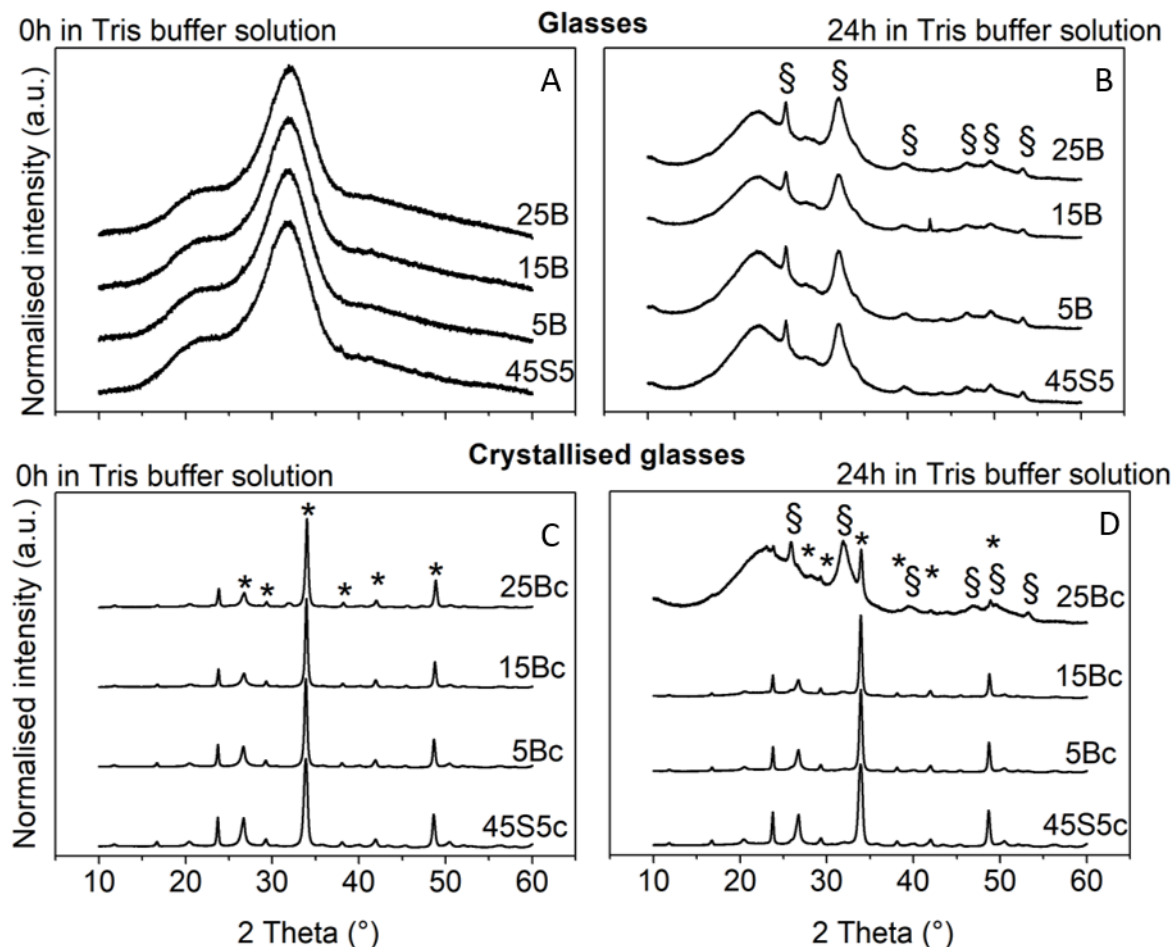 Glasses
0h in Tris buffer solution
24h in Tris buffer solution
Normalised intensity (a.u.)
A
25B
15B
5B
45S5
B
§ § § § § §
25B
15B
5B
45S5
Crystallised glasses
0h in Tris buffer solution
24h in Tris buffer solution
Normalised intensity (a.u.)
C
* * * * * *
25Bc
15Bc
5Bc
45S5c
10 20 30 40 50 60
2 Theta (°)
D
§ * * § * * § * § * § §
25Bc
15Bc
5Bc
45S5c
10 20 30 40 50 60
2 Theta (°)